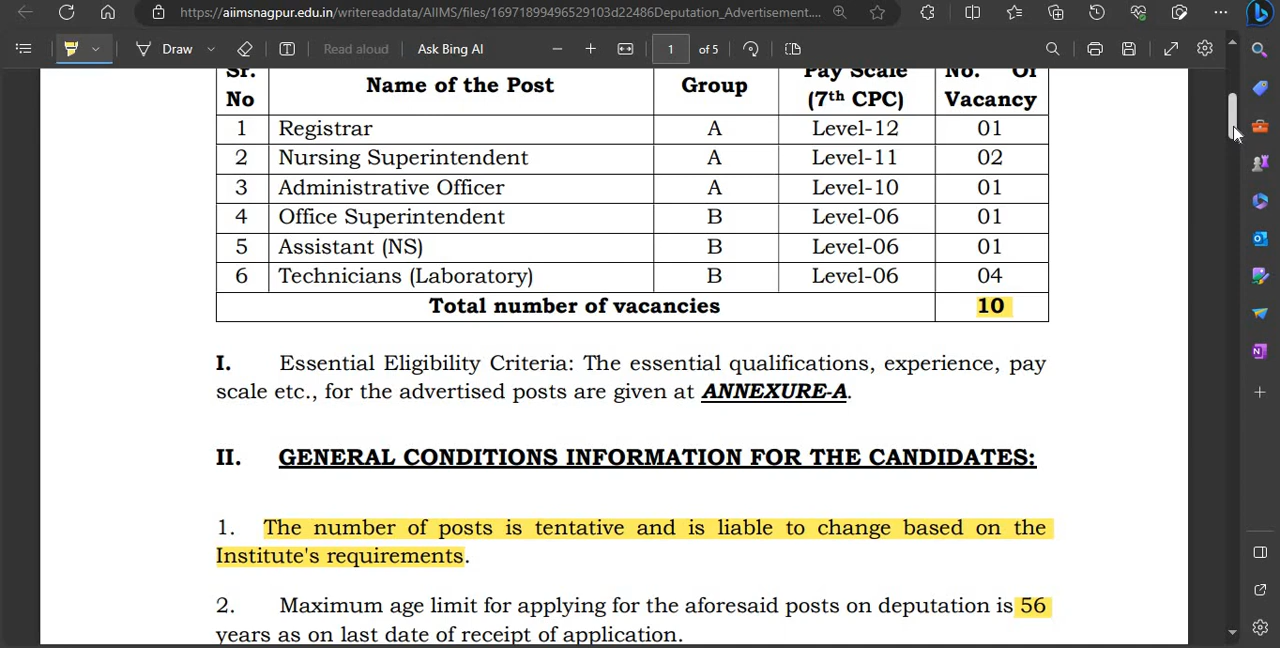 https://aiimsnagpur.edu.in/writereaddata/AIIMS/files/16971899496529103d22486Deputation_Advertisement....
Draw
Read aloud
Ask Bing AI
1 of 5
Sr. No Name of the Post Group Pay Scale (7th CPC) No. Of Vacancy
1 Registrar A Level-12 01
2 Nursing Superintendent A Level-11 02
3 Administrative Officer A Level-10 01
4 Office Superintendent B Level-06 01
5 Assistant (NS) B Level-06 01
6 Technicians (Laboratory) B Level-06 04
Total number of vacancies 10
I. Essential Eligibility Criteria: The essential qualifications, experience, pay
scale etc., for the advertised posts are given at ANNEXURE-A.
II. GENERAL CONDITIONS INFORMATION FOR THE CANDIDATES:
1. The number of posts is tentative and is liable to change based on the
Institute's requirements.
2. Maximum age limit for applying for the aforesaid posts on deputation is 56
years as on last date of receipt of application.